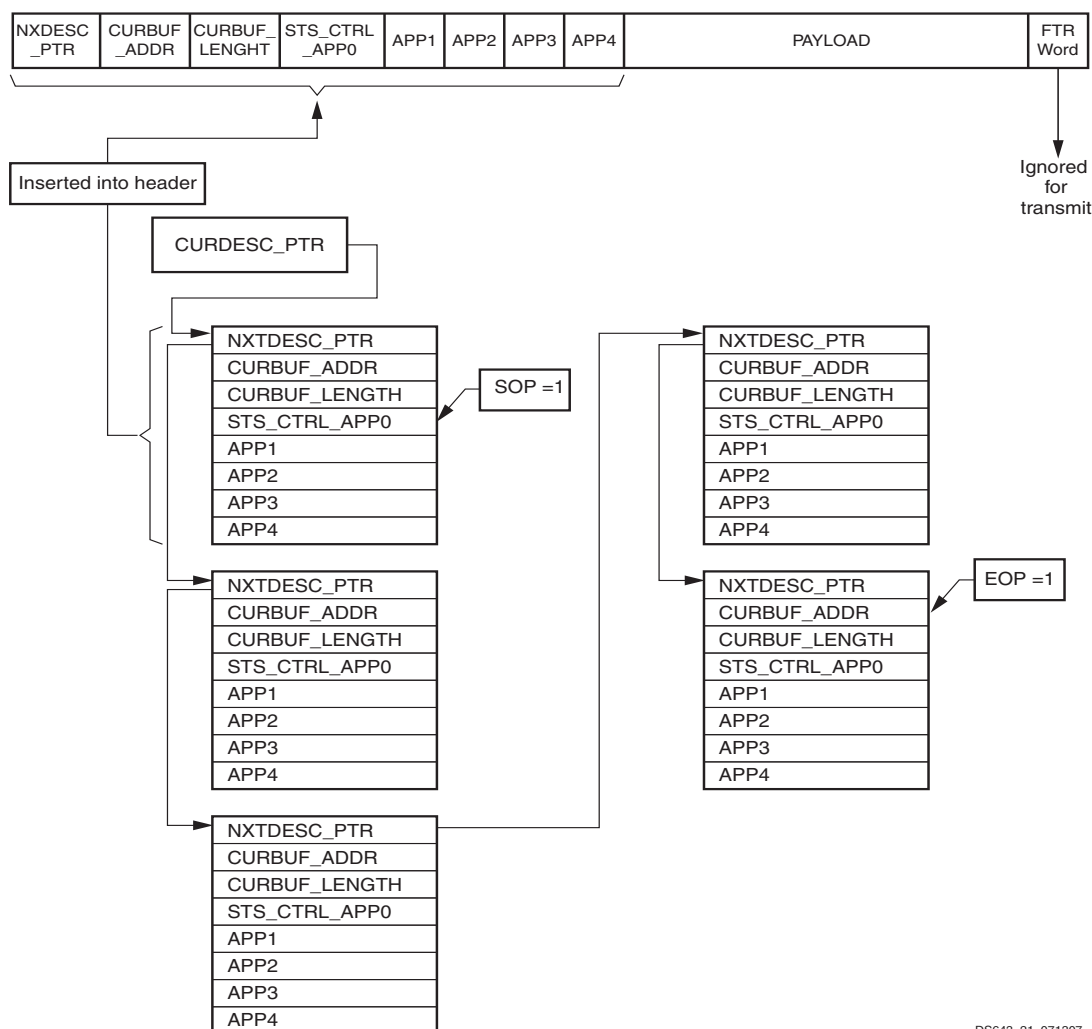 NXDESC
_PTR
CURBUF
_ADDR
CURBUF_
LENGHT
STS_CTRL
_APP0
APP1
APP2
APP3
APP4
PAYLOAD
FTR
Word
Inserted into header
Ignored
for
transmit
CURDESC_PTR
NXTDESC_PTR
CURBUF_ADDR
CURBUF_LENGTH
STS_CTRL_APP0
APP1
APP2
APP3
APP4
SOP =1
NXTDESC_PTR
CURBUF_ADDR
CURBUF_LENGTH
STS_CTRL_APP0
APP1
APP2
APP3
APP4
NXTDESC_PTR
CURBUF_ADDR
CURBUF_LENGTH
STS_CTRL_APP0
APP1
APP2
APP3
APP4
NXTDESC_PTR
CURBUF_ADDR
CURBUF_LENGTH
STS_CTRL_APP0
APP1
APP2
APP3
APP4
EOP =1
NXTDESC_PTR
CURBUF_ADDR
CURBUF_LENGTH
STS_CTRL_APP0
APP1
APP2
APP3
APP4